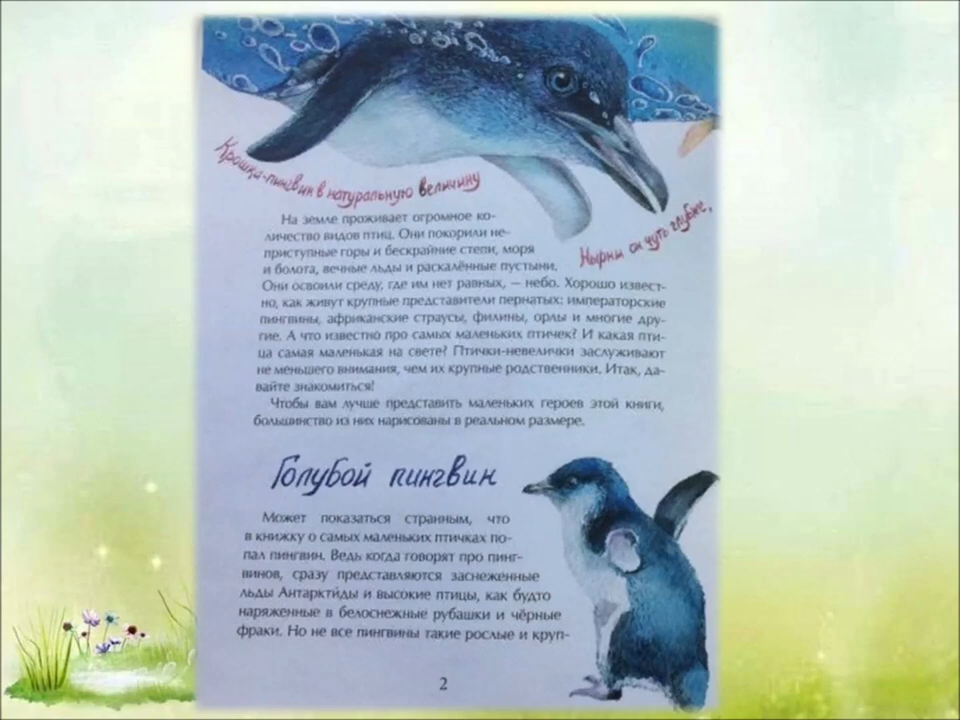 Крошка-пингвин в натуральную величину
Нырни он чуть глубже,
На земле проживает огромное ко-
личество видов птиц. Они покорили не-
приступные горы и бескрайние степи, моря
и болота, вечные льды и раскалённые пустыни.
Они освоили среду, где им нет равных, — небо. Хорошо извест-
но, как живут крупные представители пернатых: императорские
пингвины, африканские страусы, филины, орлы и многие дру-
гие. А что известно про самых маленьких птичек? И какая пти-
ца самая маленькая на свете? Птички-невелички заслуживают
не меньшего внимания, чем их крупные родственники. Итак, да-
вайте знакомиться!
Чтобы вам лучше представить маленьких героев этой книги,
большинство из них нарисованы в реальном размере.
Голубой пингвин
Может показаться странным, что
в книжку о самых маленьких птичках по-
пал пингвин. Ведь когда говорят про пинг-
винов, сразу представляются заснеженные
льды Антаркти́ды и высокие птицы, как будто
наряженные в белоснежные рубашки и чёрные
фраки. Но не все пингвины такие рослые и круп-
2